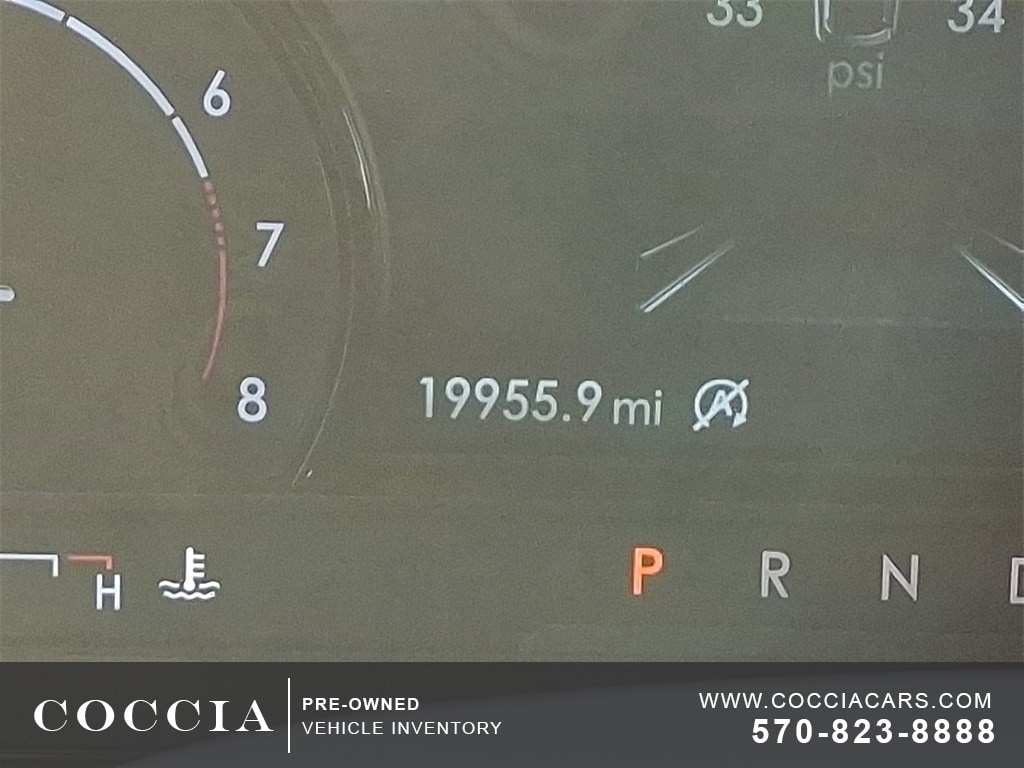 33 34
psi
6
7
8
19955.9 mi
H
P R N
COCCIA
PRE-OWNED
VEHICLE INVENTORY
WWW.COCCIACARS.COM
570-823-8888